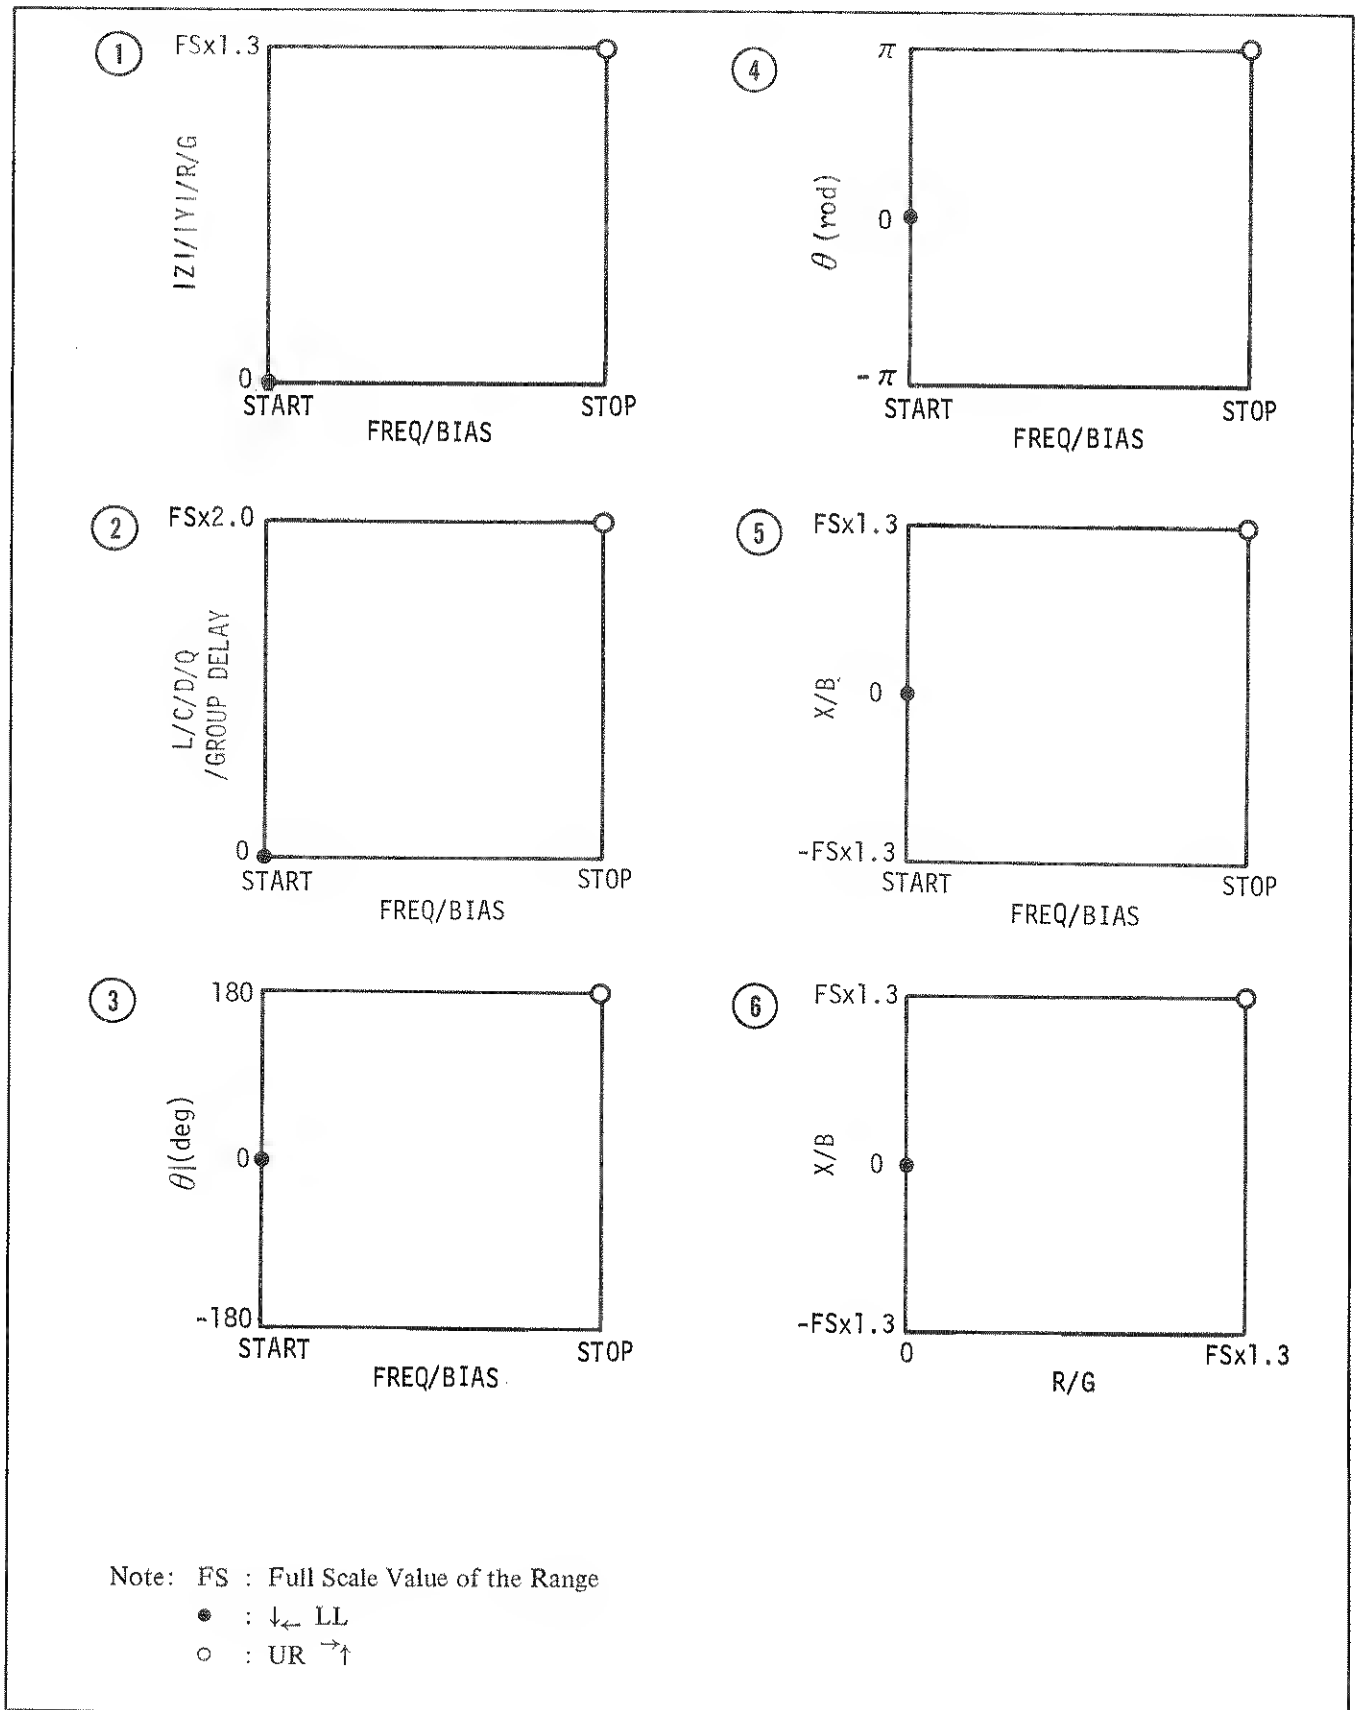 1
FSx1.3
|Z|/|Y|/R/G
0
START STOP
FREQ/BIAS
2
FSx2.0
L/C/D/Q
/GROUP DELAY
0
START STOP
FREQ/BIAS
3
180
θ|(deg)
0
-180
START STOP
FREQ/BIAS
4
π
θ (rod)
0
-π
START STOP
FREQ/BIAS
5
FSx1.3
X/B
0
-FSx1.3
START STOP
FREQ/BIAS
6
FSx1.3
X/B
0
-FSx1.3
0 FSx1.3
R/G
Note: FS : Full Scale Value of the Range
● : ↓← LL
○ : UR →↑